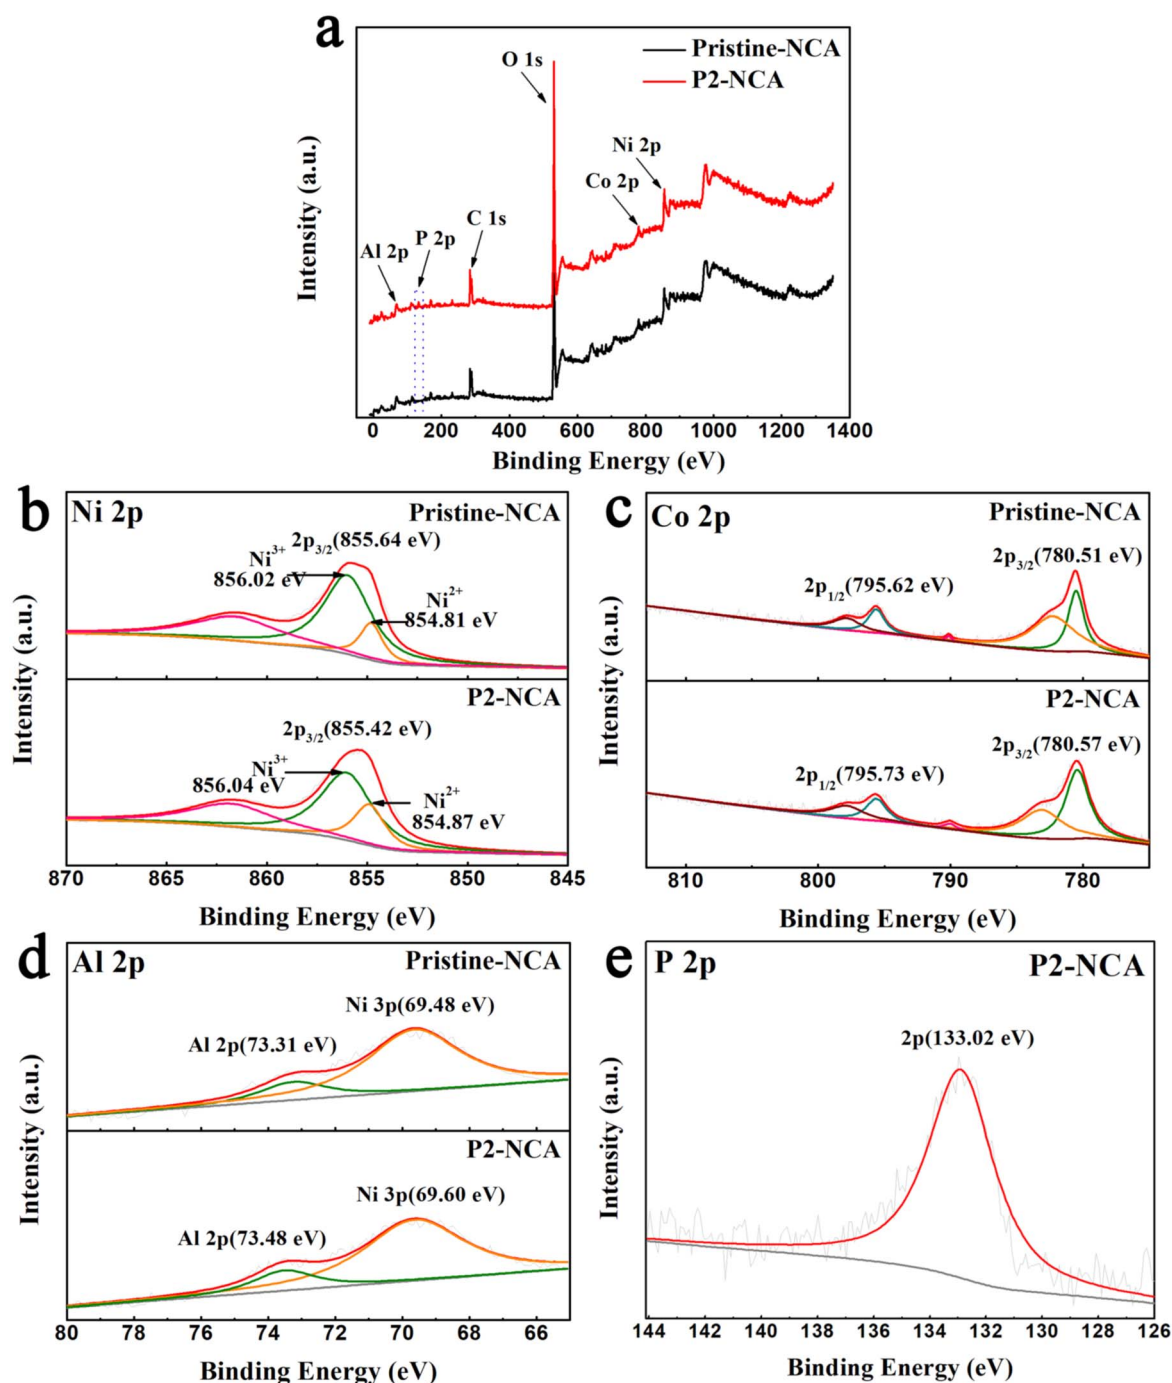 a
Pristine-NCA
P2-NCA
O 1s
Ni 2p
Co 2p
C 1s
P 2p
Al 2p
Intensity (a.u.)
0 200 400 600 800 1000 1200 1400
Binding Energy (eV)
b
Ni 2p
Pristine-NCA
2p3/2(855.64 eV)
Ni3+
856.02 eV
Ni2+
854.81 eV
P2-NCA
2p3/2(855.42 eV)
Ni3+
856.04 eV
Ni2+
854.87 eV
Intensity (a.u.)
Intensity (a.u.)
870 865 860 855 850 845
Binding Energy (eV)
c
Co 2p
Pristine-NCA
2p3/2(780.51 eV)
2p1/2(795.62 eV)
P2-NCA
2p3/2(780.57 eV)
2p1/2(795.73 eV)
Intensity (a.u.)
Intensity (a.u.)
810 800 790 780
Binding Energy (eV)
d
Al 2p
Pristine-NCA
Ni 3p(69.48 eV)
Al 2p(73.31 eV)
P2-NCA
Ni 3p(69.60 eV)
Al 2p(73.48 eV)
Intensity (a.u.)
Intensity (a.u.)
80 78 76 74 72 70 68 66
Binding Energy (eV)
e
P 2p
P2-NCA
2p(133.02 eV)
Intensity (a.u.)
144 142 140 138 136 134 132 130 128 126
Binding Energy (eV)